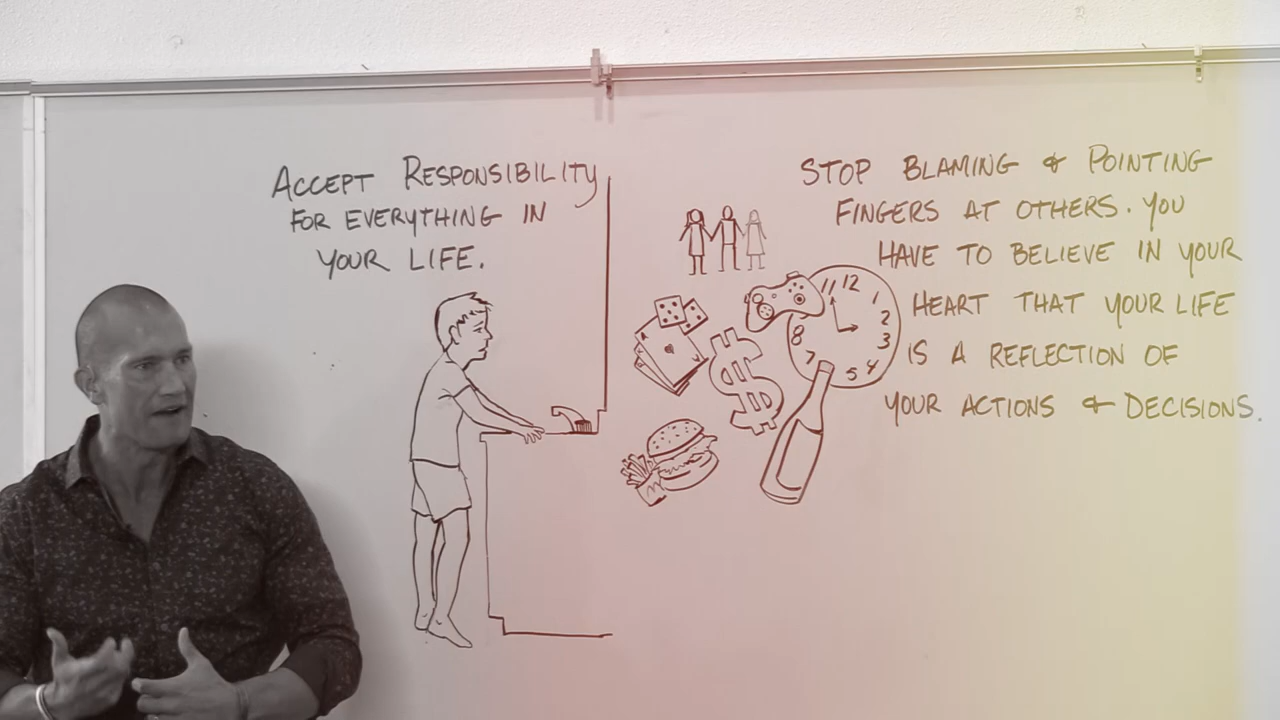 ACCEPT RESPONSIBILITY
FOR EVERYTHING IN
YOUR LIFE.
STOP BLAMING & POINTING
FINGERS AT OTHERS. YOU
HAVE TO BELIEVE IN YOUR
HEART THAT YOUR LIFE
IS A REFLECTION OF
YOUR ACTIONS & DECISIONS.
11 12 1
2
3
4
5
7
8
A
$
M